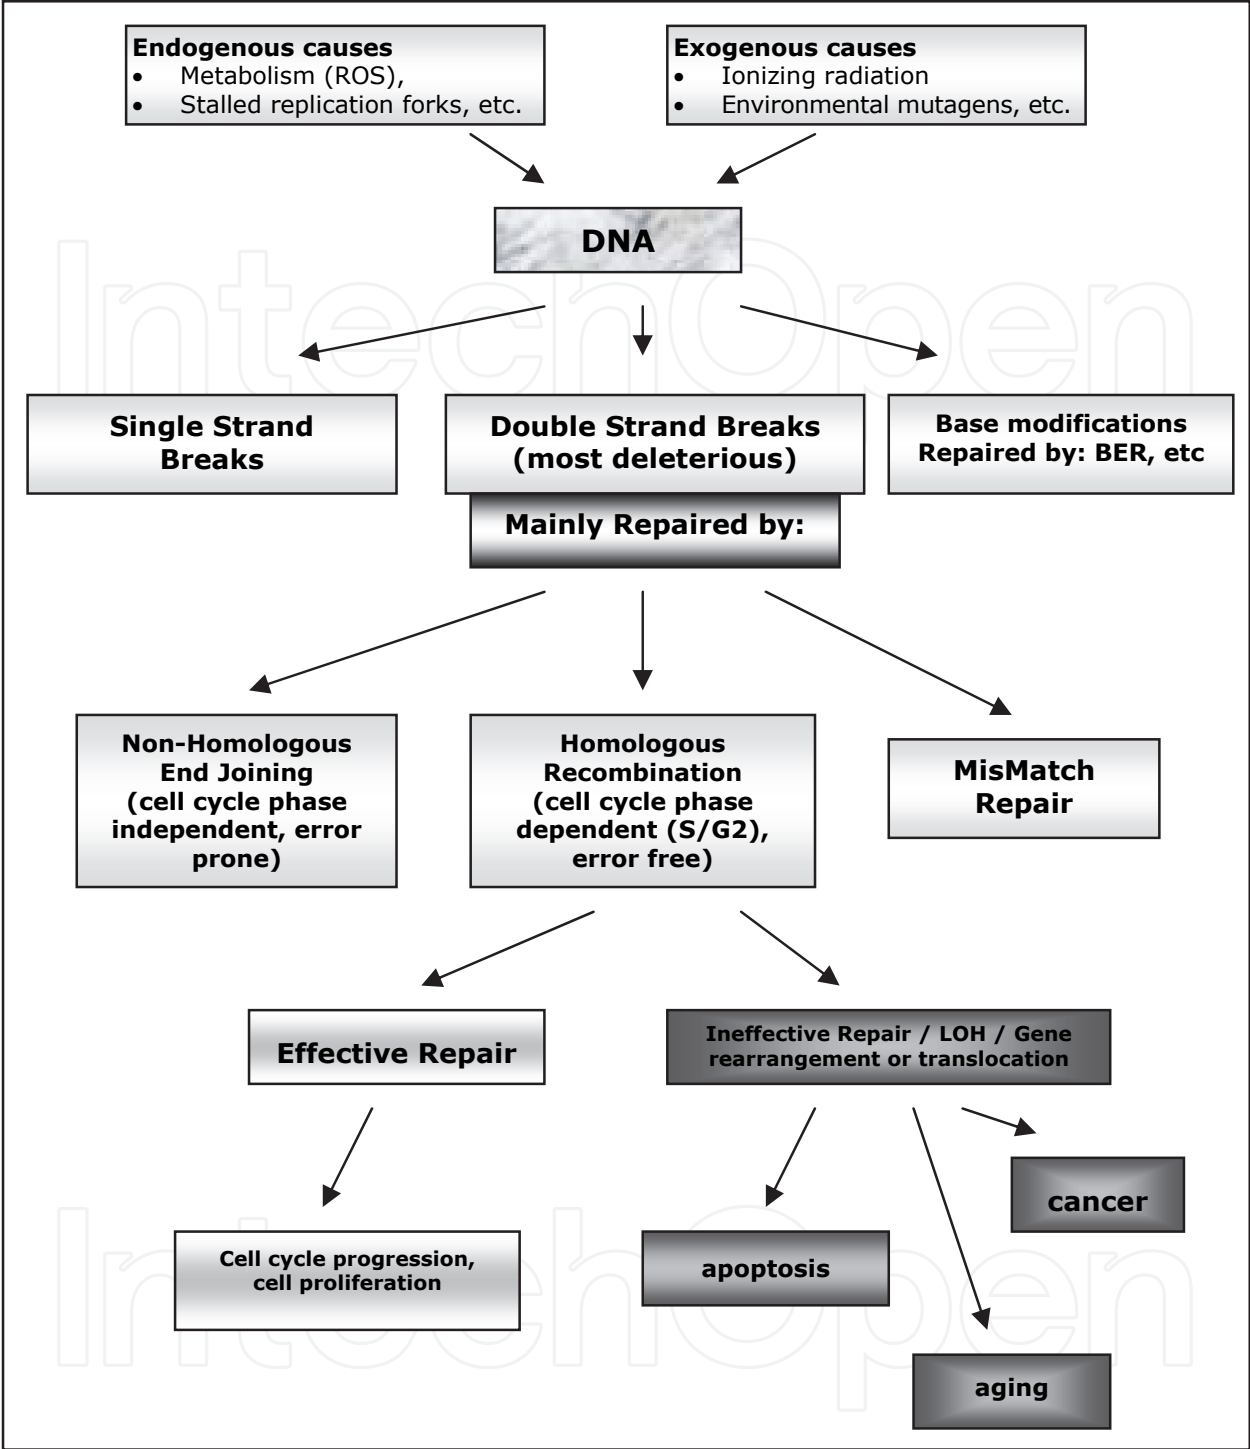 Endogenous causes
• Metabolism (ROS),
• Stalled replication forks, etc.
Exogenous causes
• Ionizing radiation
• Environmental mutagens, etc.
DNA
IntechOpen
Single Strand
Breaks
Double Strand Breaks
(most deleterious)
Base modifications
Repaired by: BER, etc
Mainly Repaired by:
Non-Homologous
End Joining
(cell cycle phase
independent, error
prone)
Homologous
Recombination
(cell cycle phase
dependent (S/G2),
error free)
MisMatch
Repair
Effective Repair
Ineffective Repair / LOH / Gene
rearrangement or translocation
cancer
Cell cycle progression,
cell proliferation
apoptosis
IntechOpen
aging